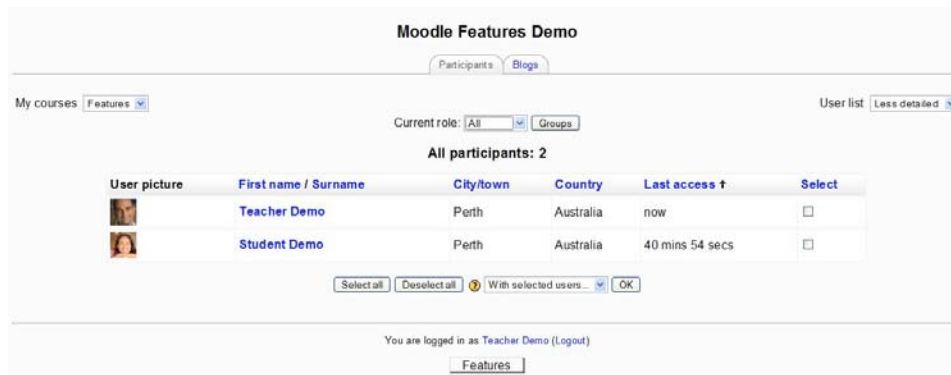 Moodle Features Demo
Participants Blogs
My courses Features User list Less detailed
Current role: All Groups
All participants: 2
User picture First name / Surname City/town Country Last access ↑ Select
Teacher Demo Perth Australia now
Student Demo Perth Australia 40 mins 54 secs
Select all Deselect all ? With selected users... OK
You are logged in as Teacher Demo (Logout)
Features